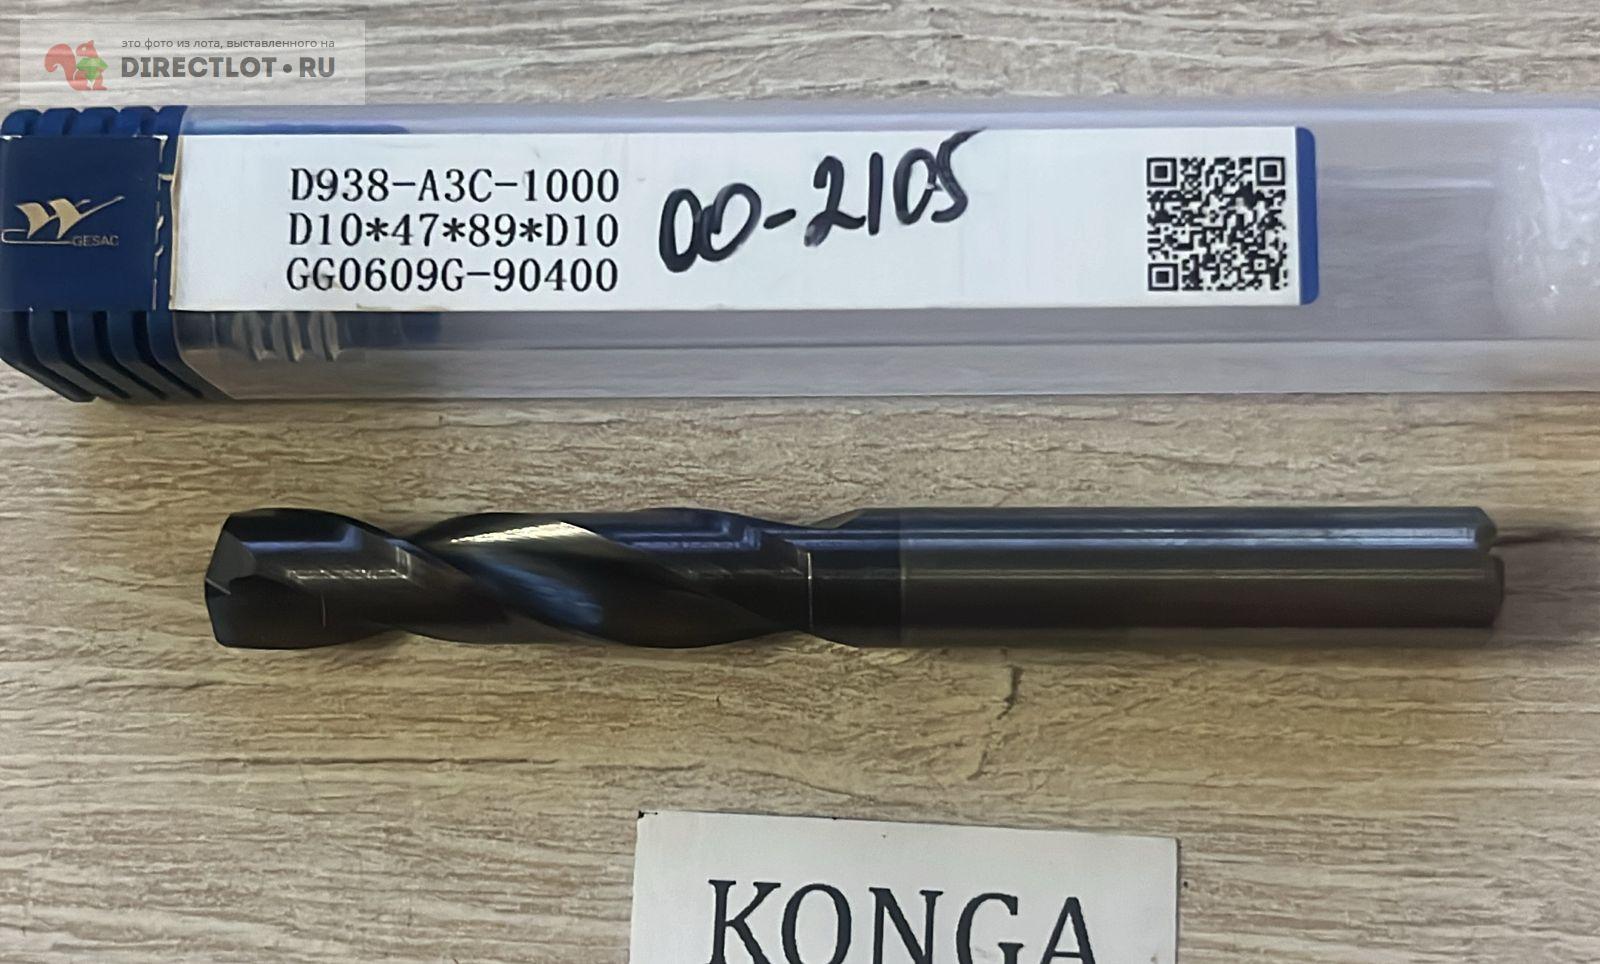 это фото из лота, выставленного на
DIRECTLOT•RU
GESAC
D938-A3C-1000
D10*47*89*D10
GG0609G-90400
00-2105
KONGA